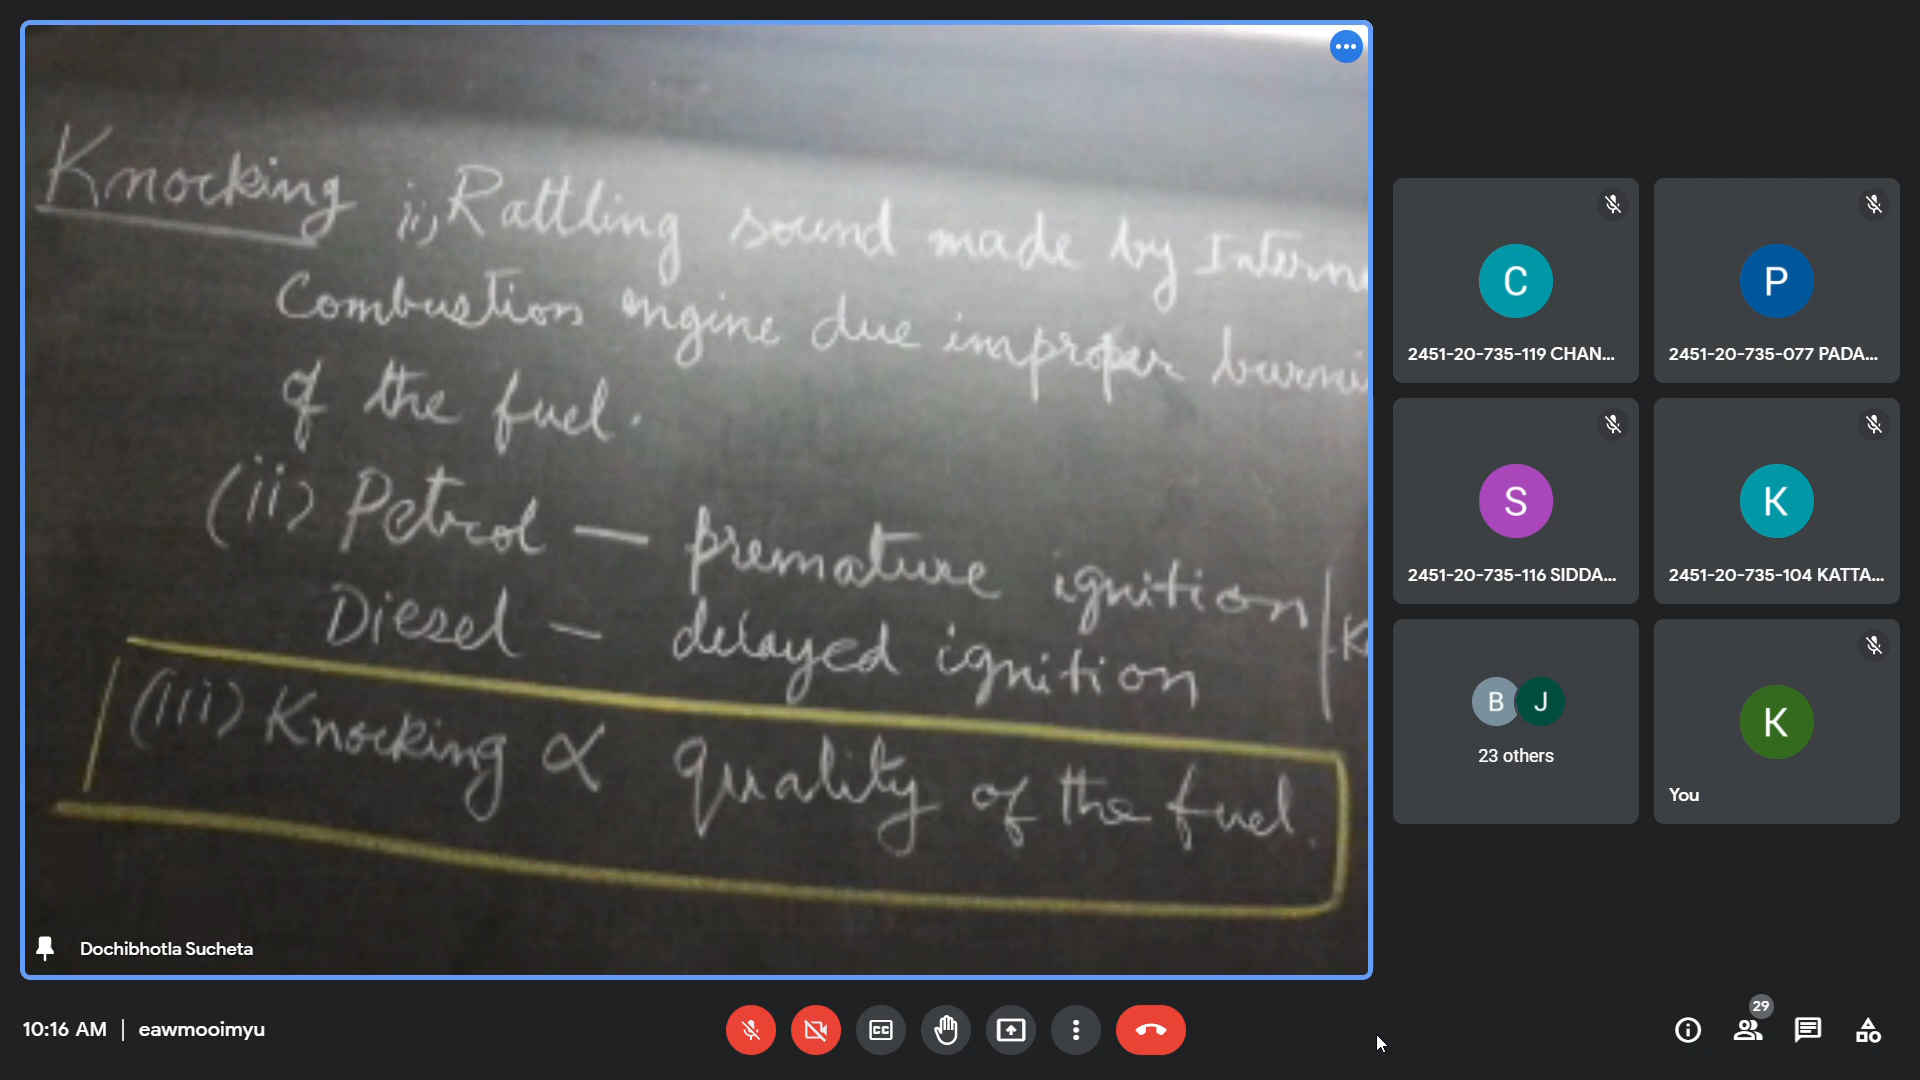 Knocking i, Rattling sound made by Interne
Combustion engine due improper burni
of the fuel.
(ii) Petrol — premature ignition
Diesel — delayed ignition
(iii) Knocking ∝ quality of the fuel.
Dochibhotla Sucheta
2451-20-735-119 CHAN...
2451-20-735-077 PADA...
2451-20-735-116 SIDDA...
2451-20-735-104 KATTA...
23 others
You
C
P
S
K
B
J
K
10:16 AM | eawmooimyu
CC
29